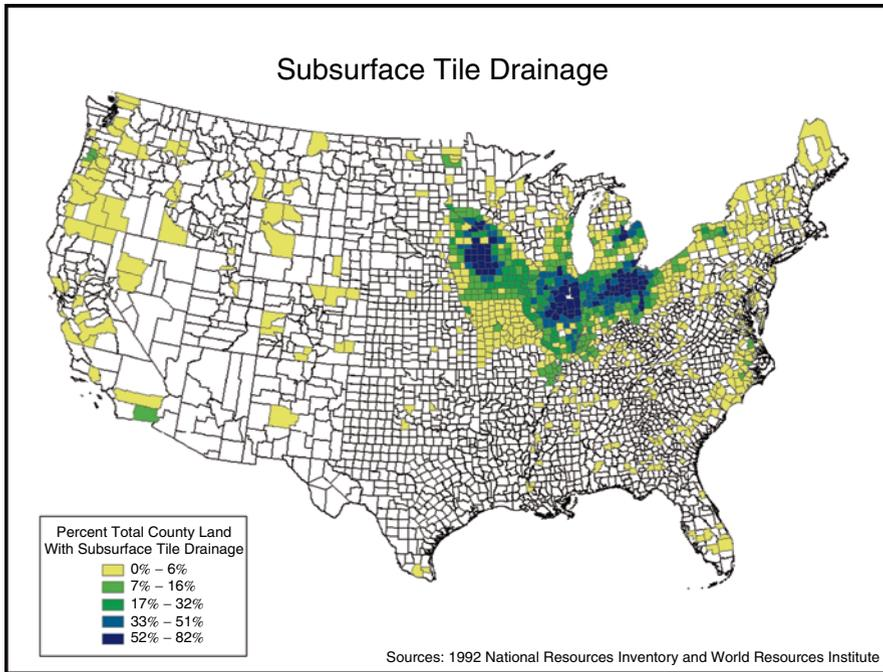 Subsurface Tile Drainage
Percent Total County Land
With Subsurface Tile Drainage
0% – 6%
7% – 16%
17% – 32%
33% – 51%
52% – 82%
Sources: 1992 National Resources Inventory and World Resources Institute